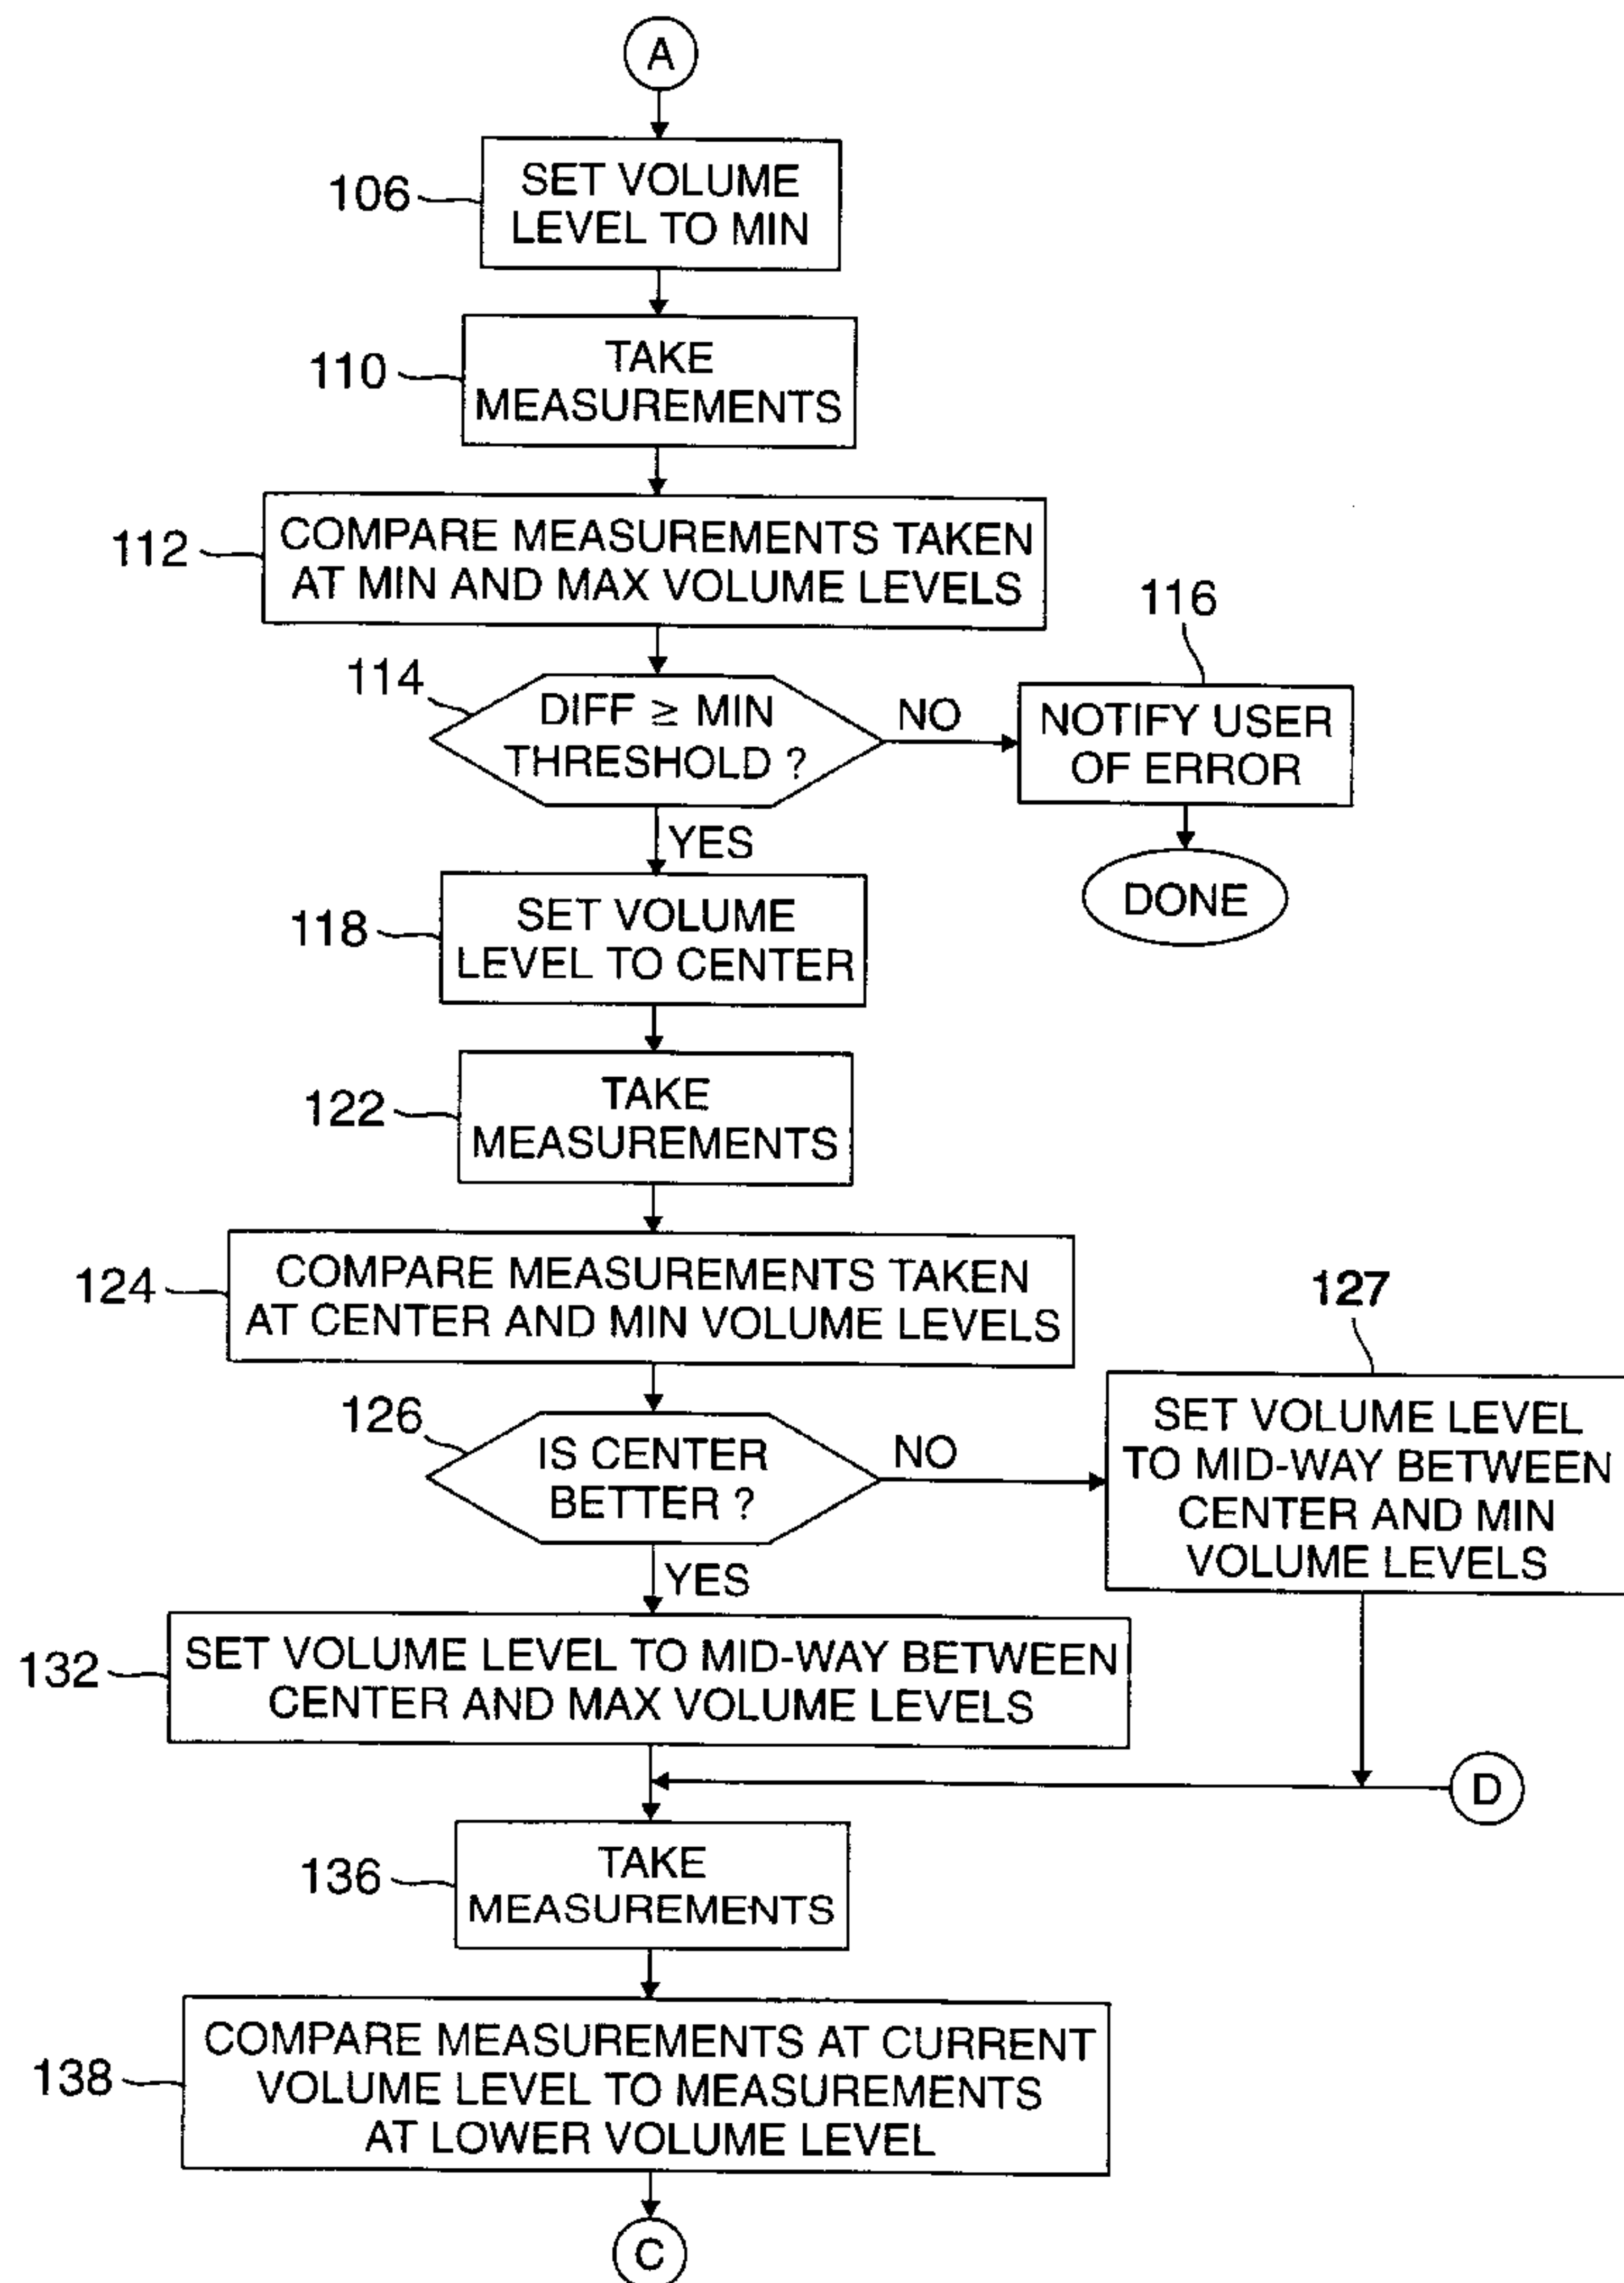 A
106
SET VOLUME
LEVEL TO MIN
110
TAKE
MEASUREMENTS
112
COMPARE MEASUREMENTS TAKEN
AT MIN AND MAX VOLUME LEVELS
114
DIFF ≥ MIN
THRESHOLD ?
NO
116
NOTIFY USER
OF ERROR
DONE
YES
118
SET VOLUME
LEVEL TO CENTER
122
TAKE
MEASUREMENTS
124
COMPARE MEASUREMENTS TAKEN
AT CENTER AND MIN VOLUME LEVELS
126
IS CENTER
BETTER ?
NO
127
SET VOLUME LEVEL
TO MID-WAY BETWEEN
CENTER AND MIN
VOLUME LEVELS
YES
132
SET VOLUME LEVEL TO MID-WAY BETWEEN
CENTER AND MAX VOLUME LEVELS
D
136
TAKE
MEASUREMENTS
138
COMPARE MEASUREMENTS AT CURRENT
VOLUME LEVEL TO MEASUREMENTS
AT LOWER VOLUME LEVEL
C